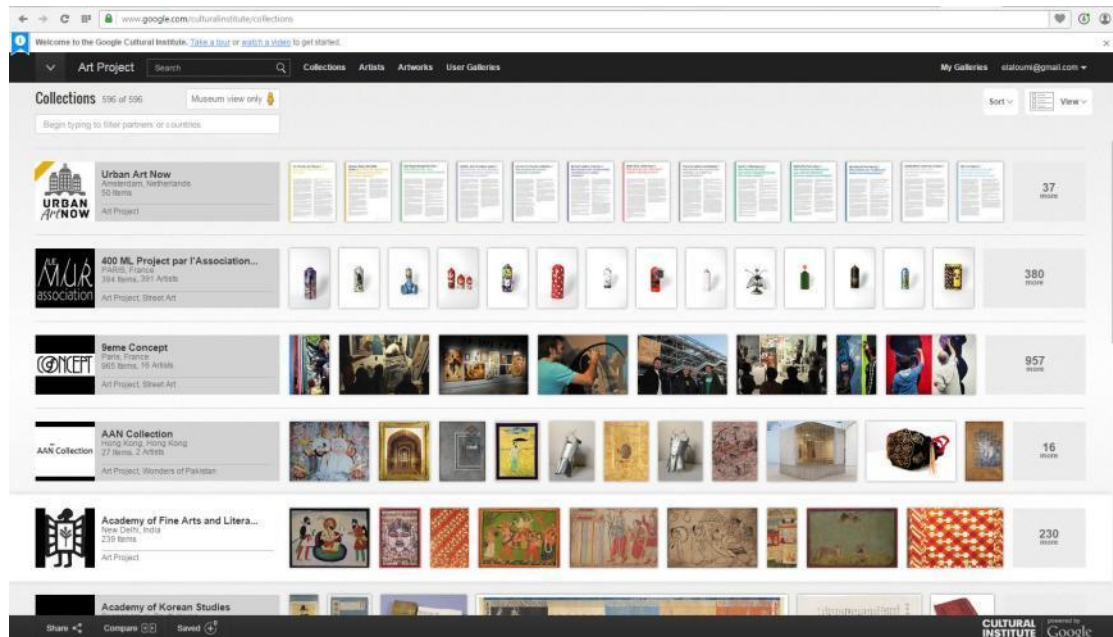 www.google.com/culturalinstitute/collections
Welcome to the Google Cultural Institute. Take a tour or watch a video to get started.
Art Project Search Collections Artists Artworks User Galleries My Galleries
Collections 596 of 596 Museum view only Sort View
Begin typing to filter partners or countries
URBAN
ArtNOW
Urban Art Now
Amsterdam, Netherlands
50 Items
Art Project
37
more
LE
M.U.R
association
400 ML Project par l'Association...
PARIS, France
394 Items, 391 Artists
Art Project, Street Art
380
more
CONCEPT
9eme Concept
Paris, France
965 Items, 16 Artists
Art Project, Street Art
957
more
AAN Collection
AAN Collection
Hong Kong, Hong Kong
27 Items, 2 Artists
Art Project, Wonders of Pakistan
16
more
Academy of Fine Arts and Litera...
New Delhi, India
239 Items
Art Project
230
more
Academy of Korean Studies
Share Compare Saved
CULTURAL
INSTITUTE
powered by
Google